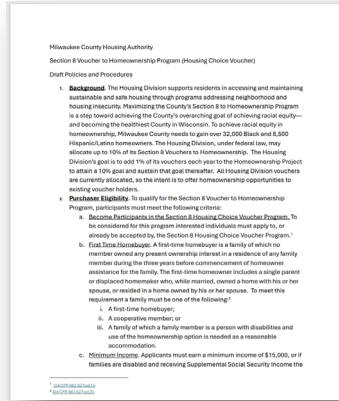 Milwaukee County Housing Authority
Section 8 Voucher to Homeownership Program (Housing Choice Voucher)
Draft Policies and Procedures
1. Background. The Housing Division supports residents in accessing and maintaining
sustainable and safe housing through programs addressing neighborhood and
housing insecurity. Maximizing the County's Section 8 to Homeownership Program
is a step toward achieving the County's overarching goal of achieving racial equity—
and becoming the healthiest County in Wisconsin. To achieve racial equity in
homeownership, Milwaukee County needs to gain over 32,000 Black and 8,500
Hispanic/Latino homeowners. The Housing Division, under federal law, may
allocate up to 10% of its Section 8 Vouchers to Homeownership. The Housing
Division's goal is to add 1% of its vouchers each year to the Homeownership Project
to attain a 10% goal and sustain that goal thereafter. All Housing Division vouchers
are currently allocated, so the intent is to offer homeownership opportunities to
existing voucher holders.
2. Purchaser Eligibility. To qualify for the Section 8 Voucher to Homeownership
Program, participants must meet the following criteria:
a. Become Participants in the Section 8 Housing Choice Voucher Program. To
be considered for this program interested individuals must apply to, or
already be accepted by, the Section 8 Housing Choice Voucher Program.¹
b. First Time Homebuyer. A first-time homebuyer is a family of which no
member owned any present ownership interest in a residence of any family
member during the three years before commencement of homeowner
assistance for the family. The first-time homeowner includes a single parent
or displaced homemaker who, while married, owned a home with his or her
spouse, or resided in a home owned by his or her spouse. To meet this
requirement a family must be one of the following:²
i. A first-time homebuyer;
ii. A cooperative member; or
iii. A family of which a family member is a person with disabilities and
use of the homeownership option is needed as a reasonable
accommodation.
c. Minimum Income. Applicants must earn a minimum income of $15,000, or if
families are disabled and receiving Supplemental Social Security Income the